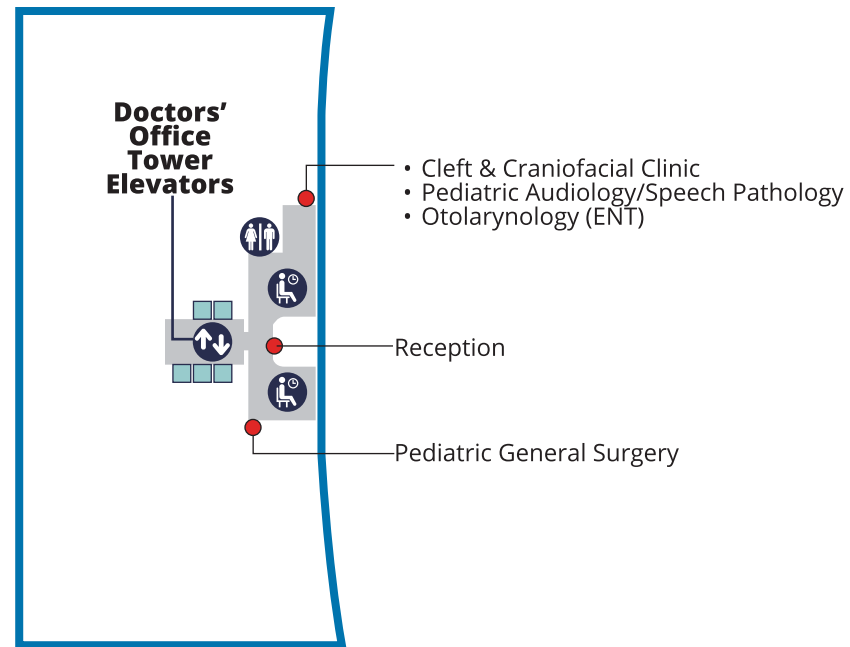 Doctors’
Office
Tower
Elevators
• Cleft & Craniofacial Clinic
• Pediatric Audiology/Speech Pathology
• Otolarynology (ENT)
Reception
Pediatric General Surgery